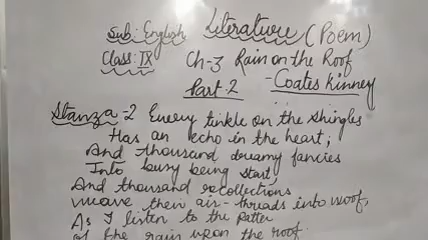 Sub: English Literature (Poem)
Class: IX Ch-3 Rain on the Roof
Part-2 - Coates Kinney
Stanza-2 Every tinkle on the shingles
Has an echo in the heart;
And thousand dreamy fancies
Into busy being start,
And thousand recollections
weave their air-threads into woof,
As I listen to the patter
of the rain upon the roof.